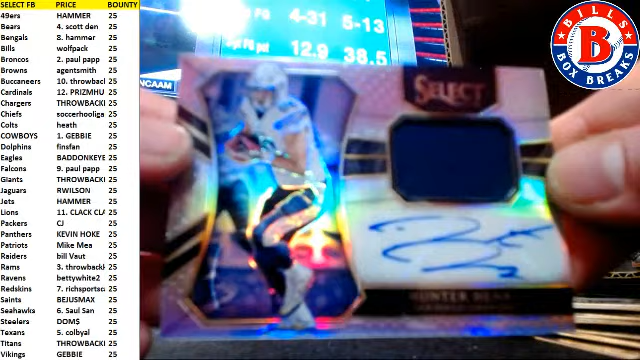 SELECT FB PRICE BOUNTY
49ers HAMMER 25
Bears 4. scott den 25
Bengals 8. hammer 25
Bills wolfpack 25
Broncos 2. paul papp 25
Browns agentsmith 25
Buccaneers 10. throwbacl 25
Cardinals 12. PRIZMHU 25
Chargers THROWBACKI 25
Chiefs soccerhooliga 25
Colts heath 25
COWBOYS 1. GEBBIE 25
Dolphins finsfan 25
Eagles BADDONKEYE 25
Falcons 9. paul papp 25
Giants THROWBACKI 25
Jaguars RWILSON 25
Jets HAMMER 25
Lions 11. CLACK CLA 25
Packers CJ 25
Panthers KEVIN HOKE 25
Patriots Mike Mea 25
Raiders bill Vaut 25
Rams 3. throwbackl 25
Ravens bettywhite2 25
Redskins 7. richsportsc 25
Saints BEJUSMAX 25
Seahawks 6. Saul San 25
Steelers DOM$ 25
Texans 5. colbyal 25
Titans THROWBACKI 25
Vikings GEBBIE 25
FG 4-31 5-13
12.9 38.5
NCAAM
SELECT
HUNTER
BILLS
B
BOX BREAKS